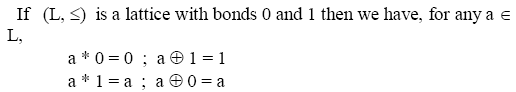 If (L, ≤) is a lattice with bonds 0 and 1 then we have, for any a ∈
L,
a * 0 = 0 ; a ⊕ 1 = 1
a * 1 = a ; a ⊕ 0 = a